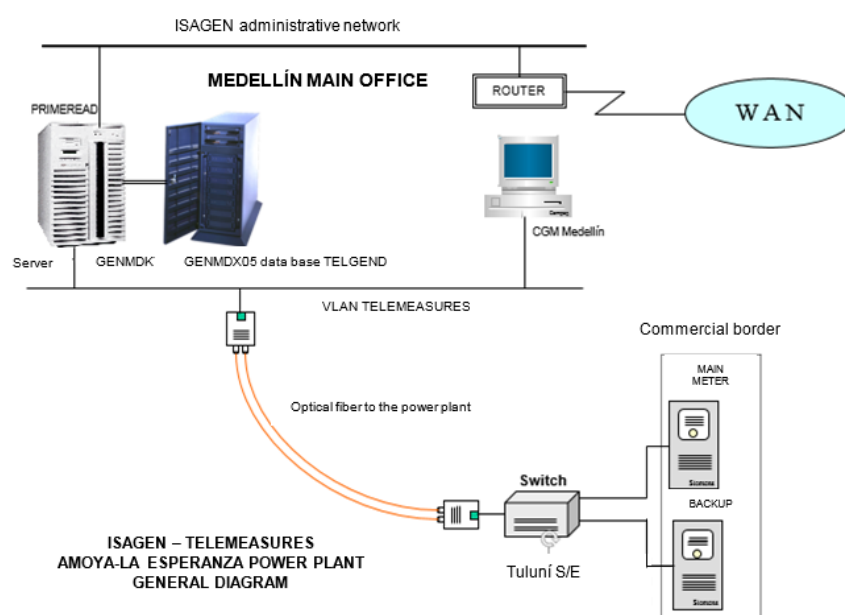 ISAGEN administrative network
MEDELLÍN MAIN OFFICE
ROUTER
WAN
PRIMEREAD
CGM Medellín
Server
GENMDK
GENMDX05 data base TELGEND
VLAN TELEMEASURES
Commercial border
MAIN
METER
Optical fiber to the power plant
Switch
Siemens
BACKUP
ISAGEN – TELEMEASURES
AMOYA-LA ESPERANZA POWER PLANT
GENERAL DIAGRAM
Tuluní S/E
Siemens